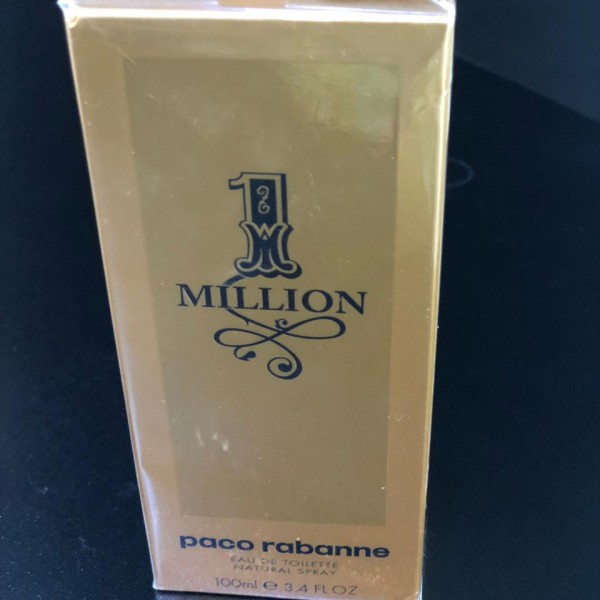 1
MILLION
paco rabanne
EAU DE TOILETTE
NATURAL SPRAY
100ml e 3.4 FL OZ